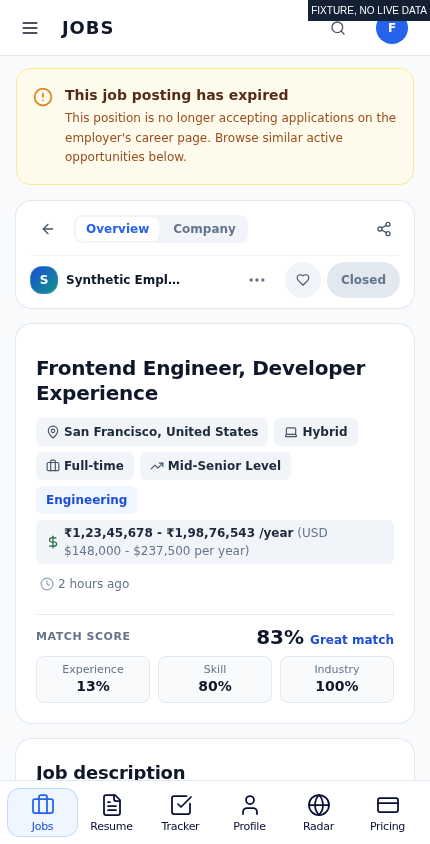 FIXTURE, NO LIVE DATA
JOBS
F
This job posting has expired
This position is no longer accepting applications on the
employer's career page. Browse similar active
opportunities below.
Overview
Company
S
Synthetic Empl...
Closed
Frontend Engineer, Developer
Experience
San Francisco, United States
Hybrid
Full-time
Mid-Senior Level
Engineering
₹1,23,45,678 - ₹1,98,76,543 /year (USD
$148,000 - $237,500 per year)
2 hours ago
MATCH SCORE
83% Great match
Experience
13%
Skill
80%
Industry
100%
Job description
Jobs
Resume
Tracker
Profile
Radar
Pricing